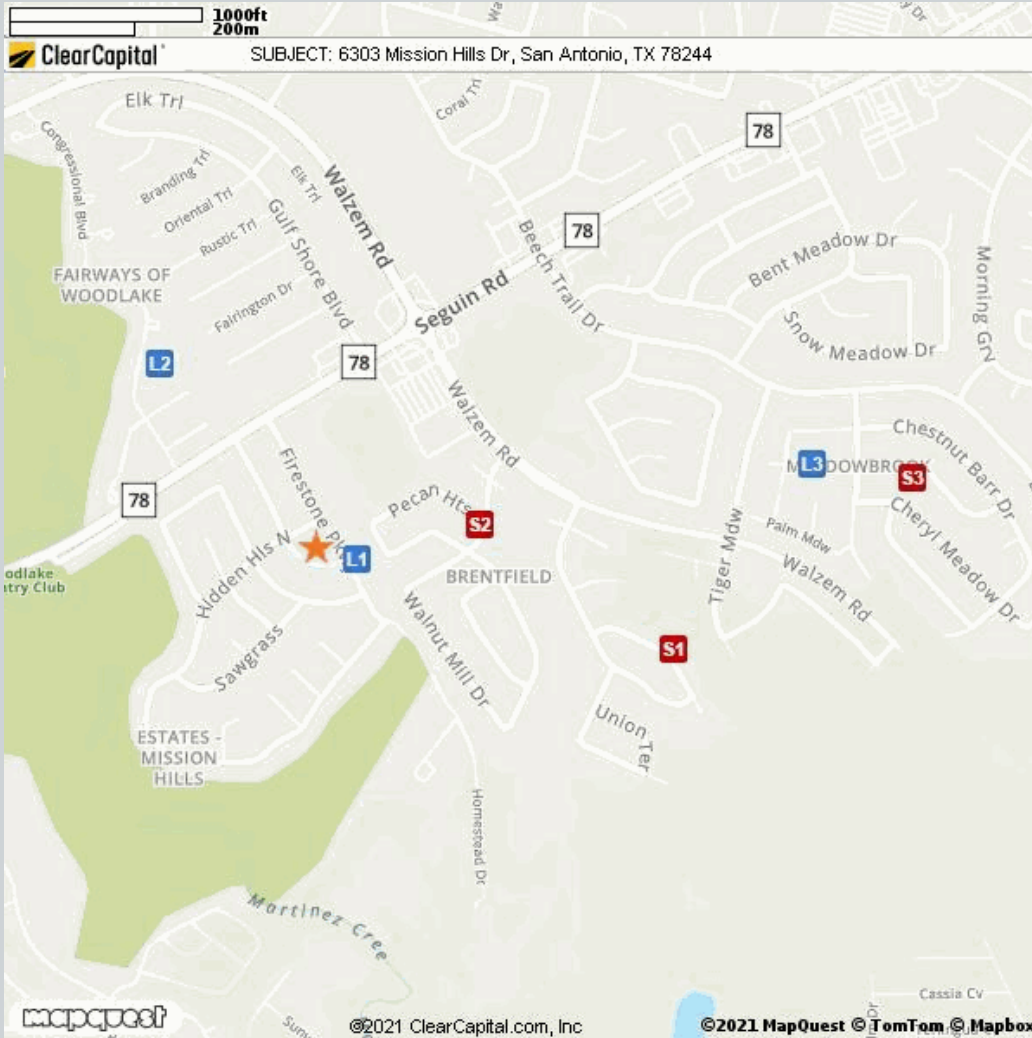 1000ft
200m
ClearCapital
SUBJECT: 6303 Mission Hills Dr, San Antonio, TX 78244
Elk Trl
Coral Trl
78
Congressional Blvd
Branding Trl
Elk Trl
Walzem Rd
Oriental Trl
Gulf Shore Blvd
Rustic Trl
78
Beech Trail Dr
Bent Meadow Dr
Morning Grv
FAIRWAYS OF
WOODLAKE
Fairington Dr
Seguin Rd
Snow Meadow Dr
L2
78
Walzem Rd
Chestnut Barr Dr
Firestone
L3
S3
78
Pecan Hts
S2
Cheryl Meadow Dr
Hidden Hls N
L1
Palm Mdw
Tiger Mdw
Walzem Rd
BRENTFIELD
Walnut Mill Dr
Sawgrass
S1
Union Ter
ESTATES -
MISSION
HILLS
Homestead Dr
Martinez Cree
Cassia Cv
mapquest
©2021 ClearCapital.com, Inc
©2021 MapQuest © TomTom © Mapbox